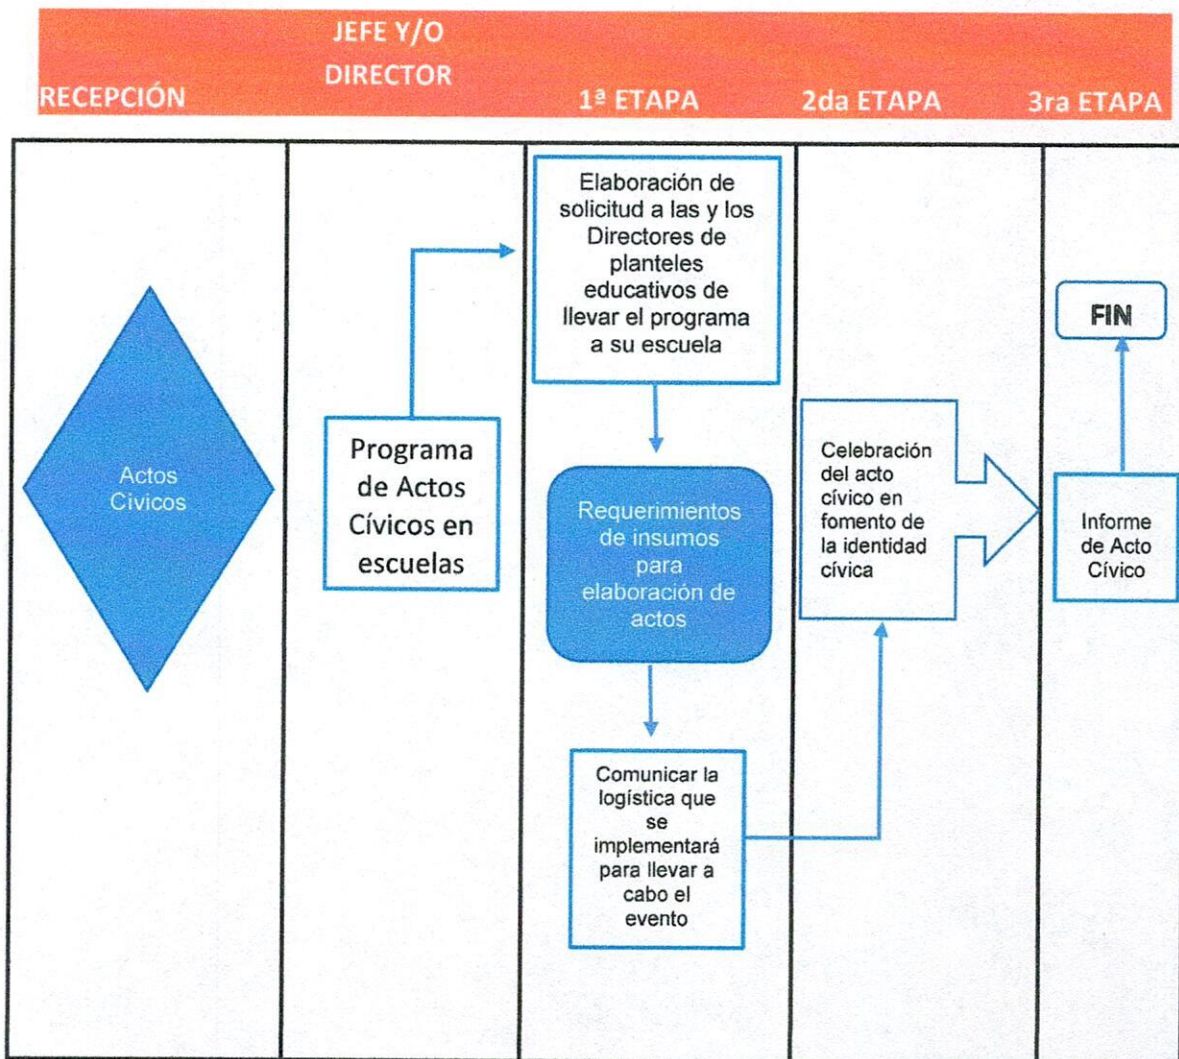 RECEPCIÓN
JEFE Y/O
DIRECTOR
1ª ETAPA
2da ETAPA
3ra ETAPA
Actos
Cívicos
Programa
de Actos
Cívicos en
escuelas
Elaboración de
solicitud a las y los
Directores de
planteles
educativos de
llevar el programa
a su escuela
Requerimientos
de insumos
para
elaboración de
actos
Comunicar la
logística que
se
implementará
para llevar a
cabo el
evento
Celebración
del acto
cívico en
fomento de
la identidad
cívica
FIN
Informe
de Acto
Cívico